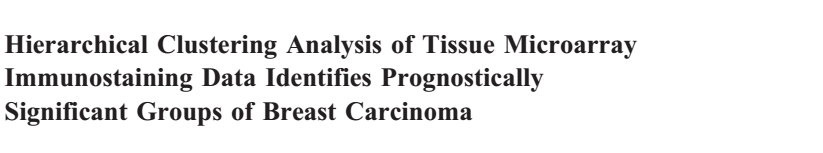 Hierarchical Clustering Analysis of Tissue Microarray
Immunostaining Data Identifies Prognostically
Significant Groups of Breast Carcinoma